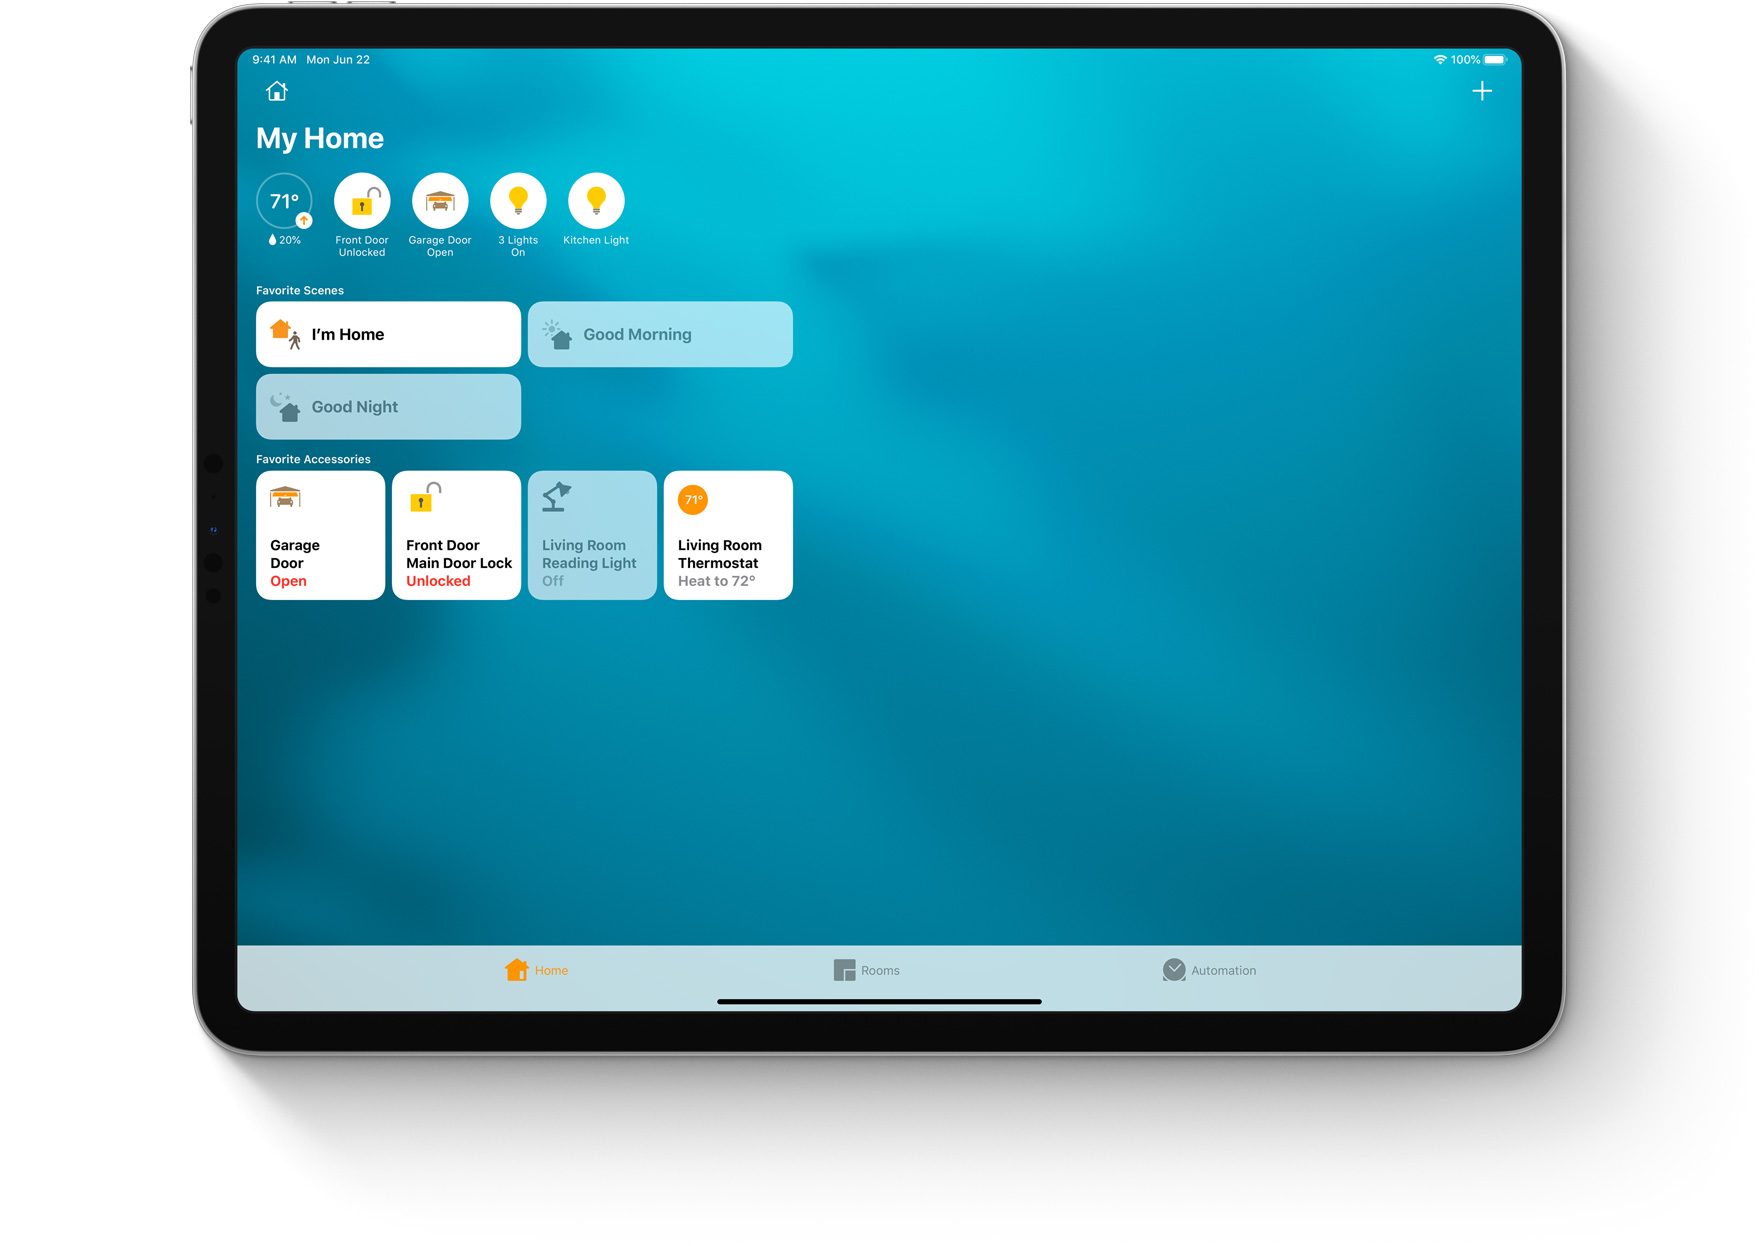 9:41 AM Mon Jun 22
100%
My Home
71°
20%
Front Door
Unlocked
Garage Door
Open
3 Lights
On
Kitchen Light
Favorite Scenes
I’m Home
Good Morning
Good Night
Favorite Accessories
Garage
Door
Open
Front Door
Main Door Lock
Unlocked
Living Room
Reading Light
Off
71°
Living Room
Thermostat
Heat to 72°
Home
Rooms
Automation